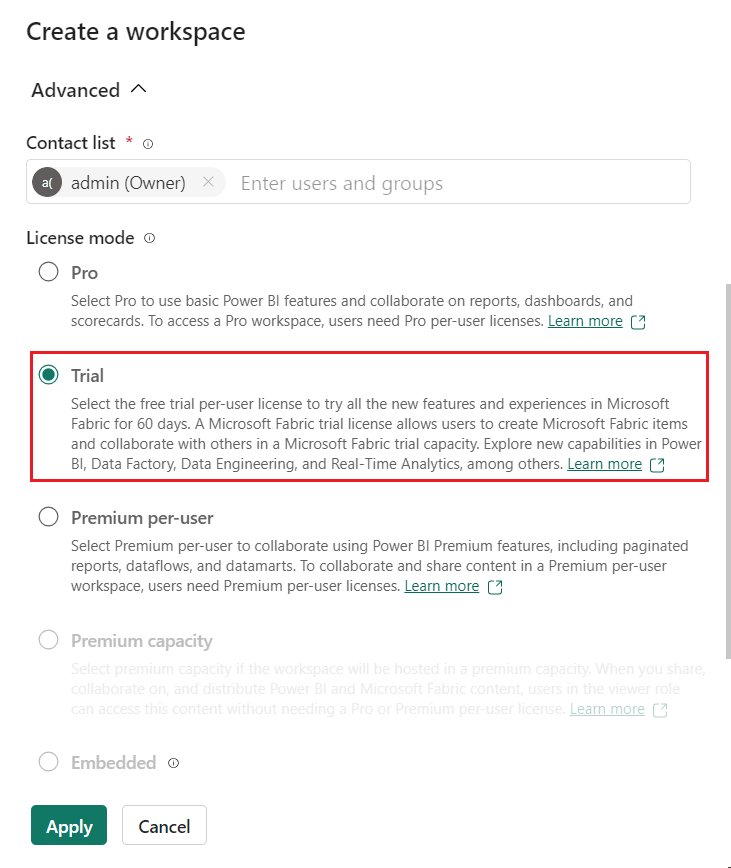 Create a workspace
Advanced
Contact list *
a( admin (Owner) Enter users and groups
License mode
Pro
Select Pro to use basic Power BI features and collaborate on reports, dashboards, and
scorecards. To access a Pro workspace, users need Pro per-user licenses. Learn more
Trial
Select the free trial per-user license to try all the new features and experiences in Microsoft
Fabric for 60 days. A Microsoft Fabric trial license allows users to create Microsoft Fabric items
and collaborate with others in a Microsoft Fabric trial capacity. Explore new capabilities in Power
BI, Data Factory, Data Engineering, and Real-Time Analytics, among others. Learn more
Premium per-user
Select Premium per-user to collaborate using Power BI Premium features, including paginated
reports, dataflows, and datamarts. To collaborate and share content in a Premium per-user
workspace, users need Premium per-user licenses. Learn more
Premium capacity
Select premium capacity if the workspace will be hosted in a premium capacity. When you share,
collaborate on, and distribute Power BI and Microsoft Fabric content, users in the viewer role
can access this content without needing a Pro or Premium per-user license. Learn more
Embedded
Apply Cancel